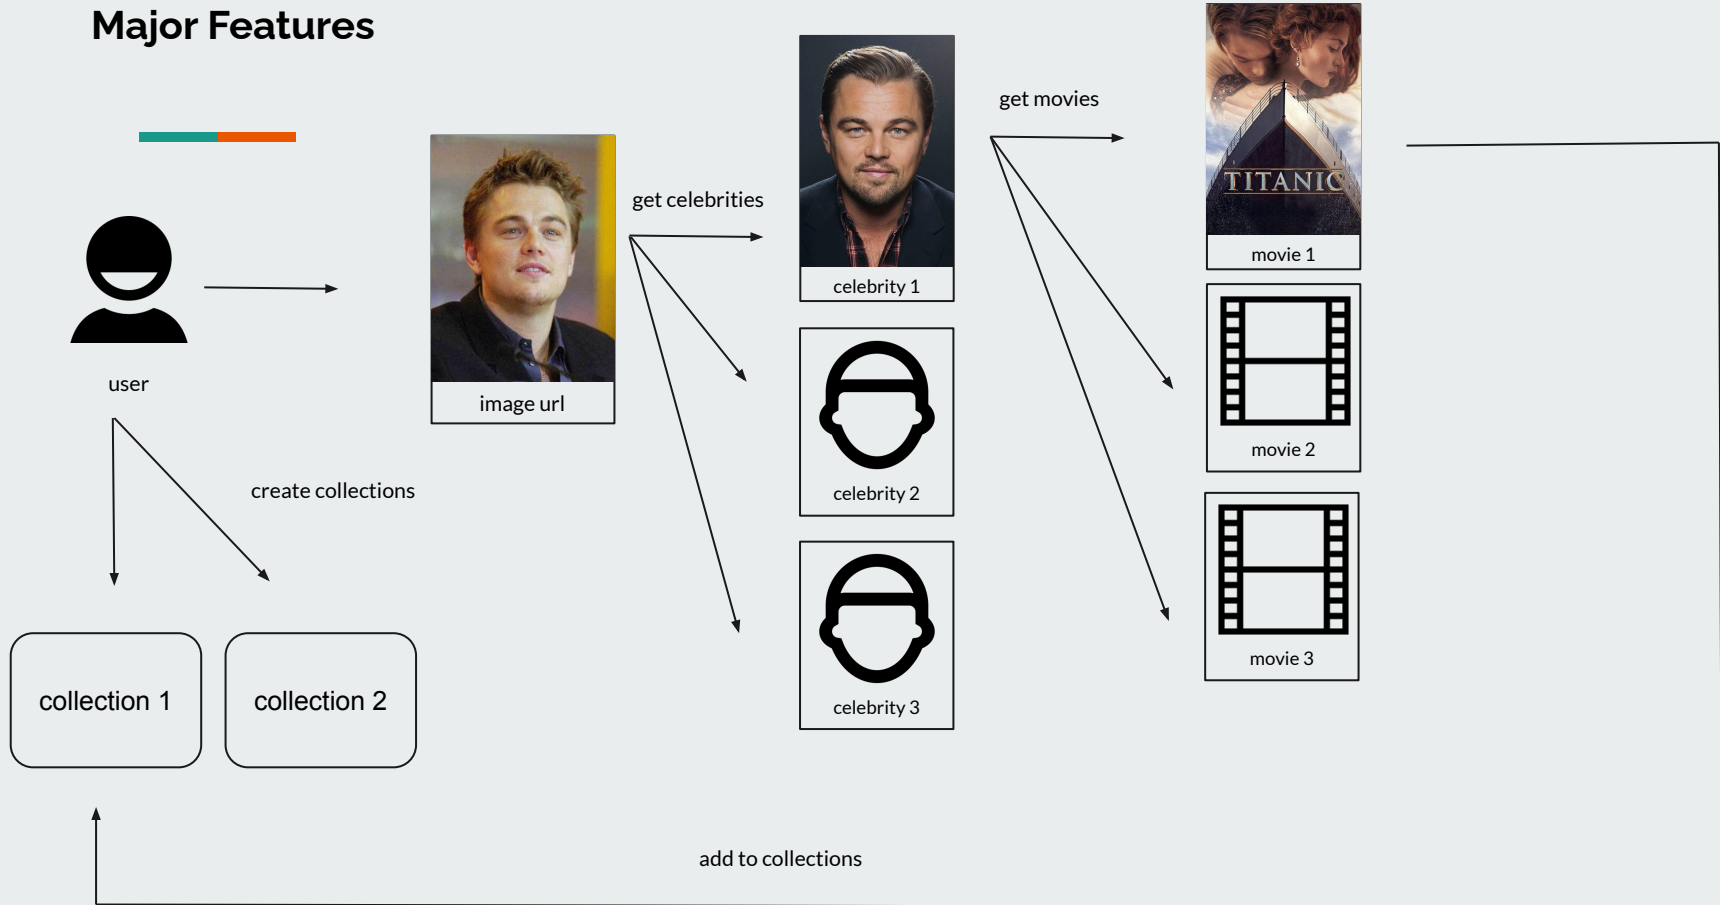 Major Features
get movies
TITANIC
get celebrities
movie 1
celebrity 1
user
image url
movie 2
create collections
celebrity 2
movie 3
collection 1
collection 2
celebrity 3
add to collections